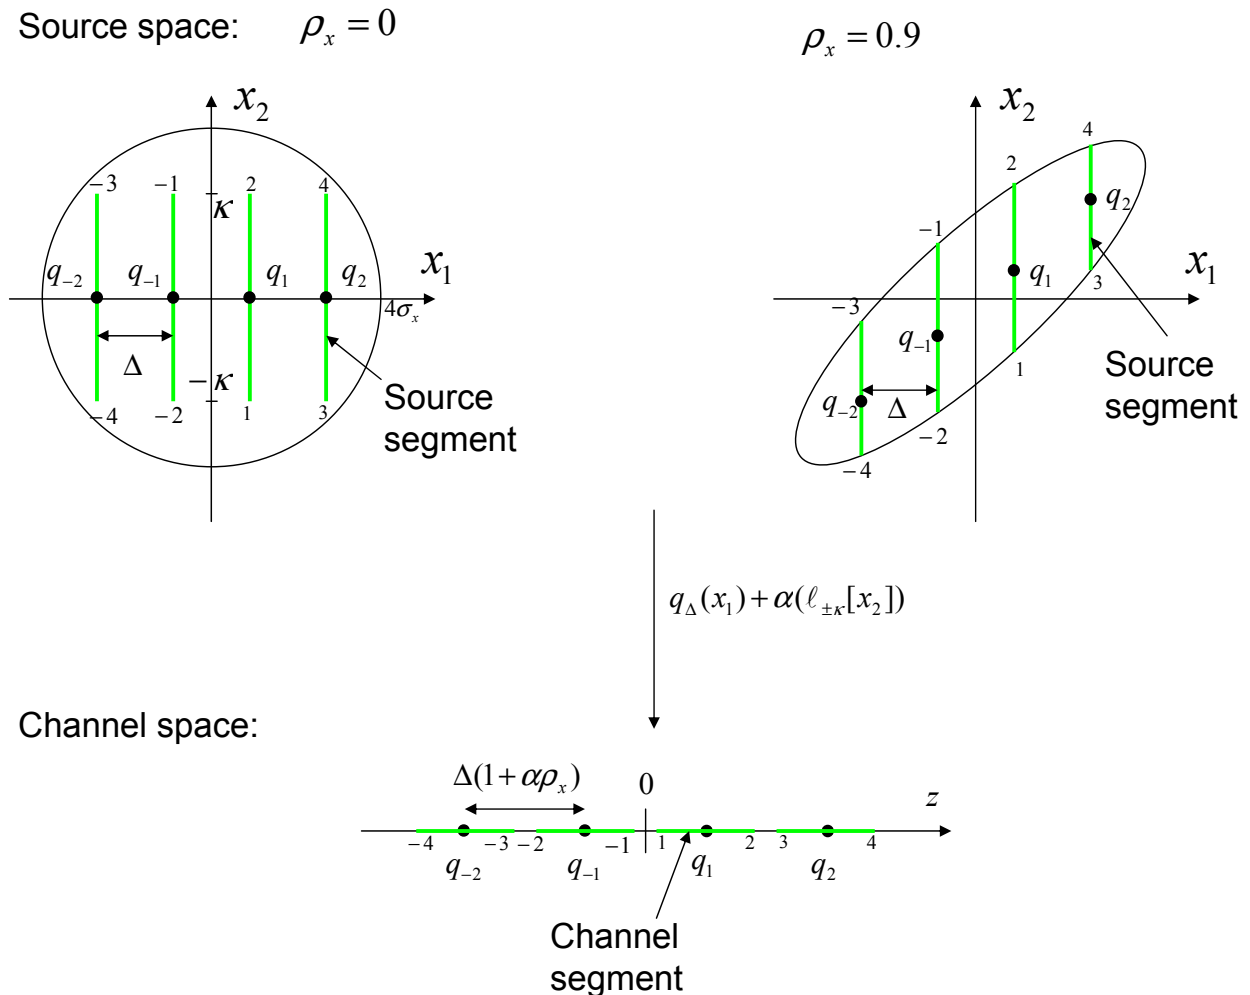 Source space: ρₓ = 0
ρₓ = 0.9
x₂
−3 −1 2 4
κ
q₋₂ q₋₁ q₁ q₂ x₁
4σₓ
Δ
−κ
−4 −2 1 3
Source
segment
x₂
4
2
q₂
−1
x₁
q₁ 3
−3
q₋₁
1
Source
segment
q₋₂ Δ
−2
−4
q_Δ(x₁) + α(ℓ_±κ[x₂])
Channel space:
Δ(1 + αρₓ) 0 z
−4 −3 −2 −1 1 2 3 4
q₋₂ q₋₁ q₁ q₂
Channel
segment